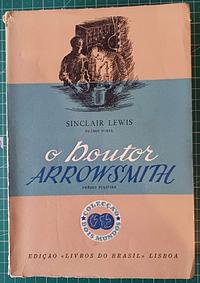 SINCLAIR LEWIS
PRÉMIO NOBEL
O Doutor
ARROWSMITH
PRÉMIO PULITZER
COLECÇÃO
DOIS MUNDOS
EDIÇÃO «LIVROS DO BRASIL» LISBOA